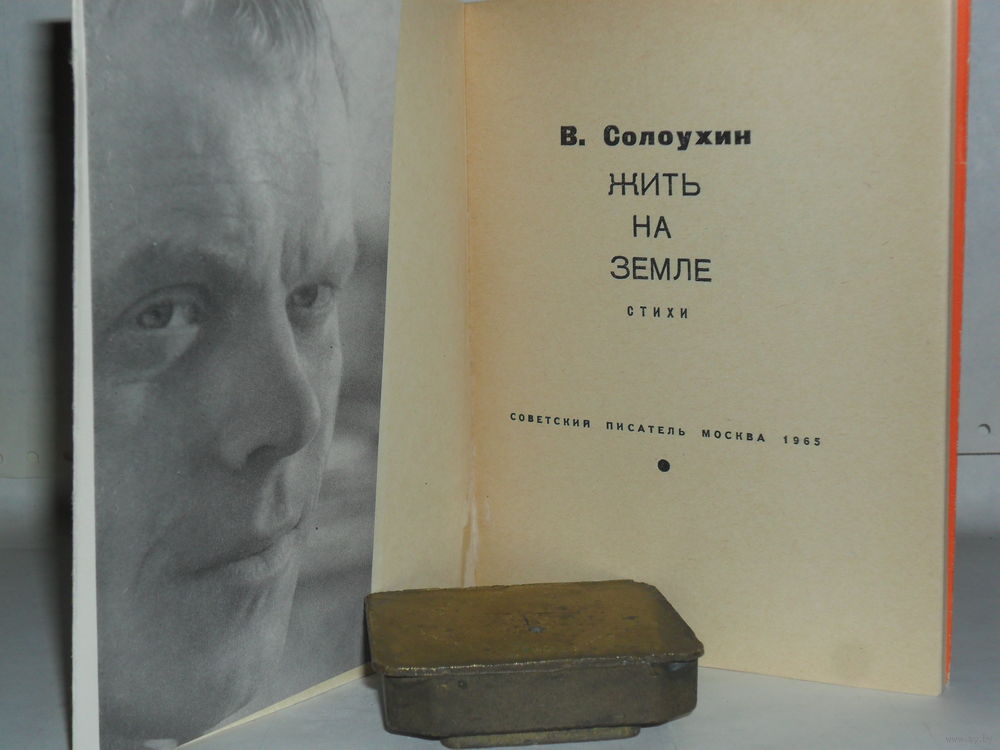 В. Солоухин
ЖИТЬ
НА
ЗЕМЛЕ
СТИХИ
СОВЕТСКИЙ ПИСАТЕЛЬ МОСКВА 1965